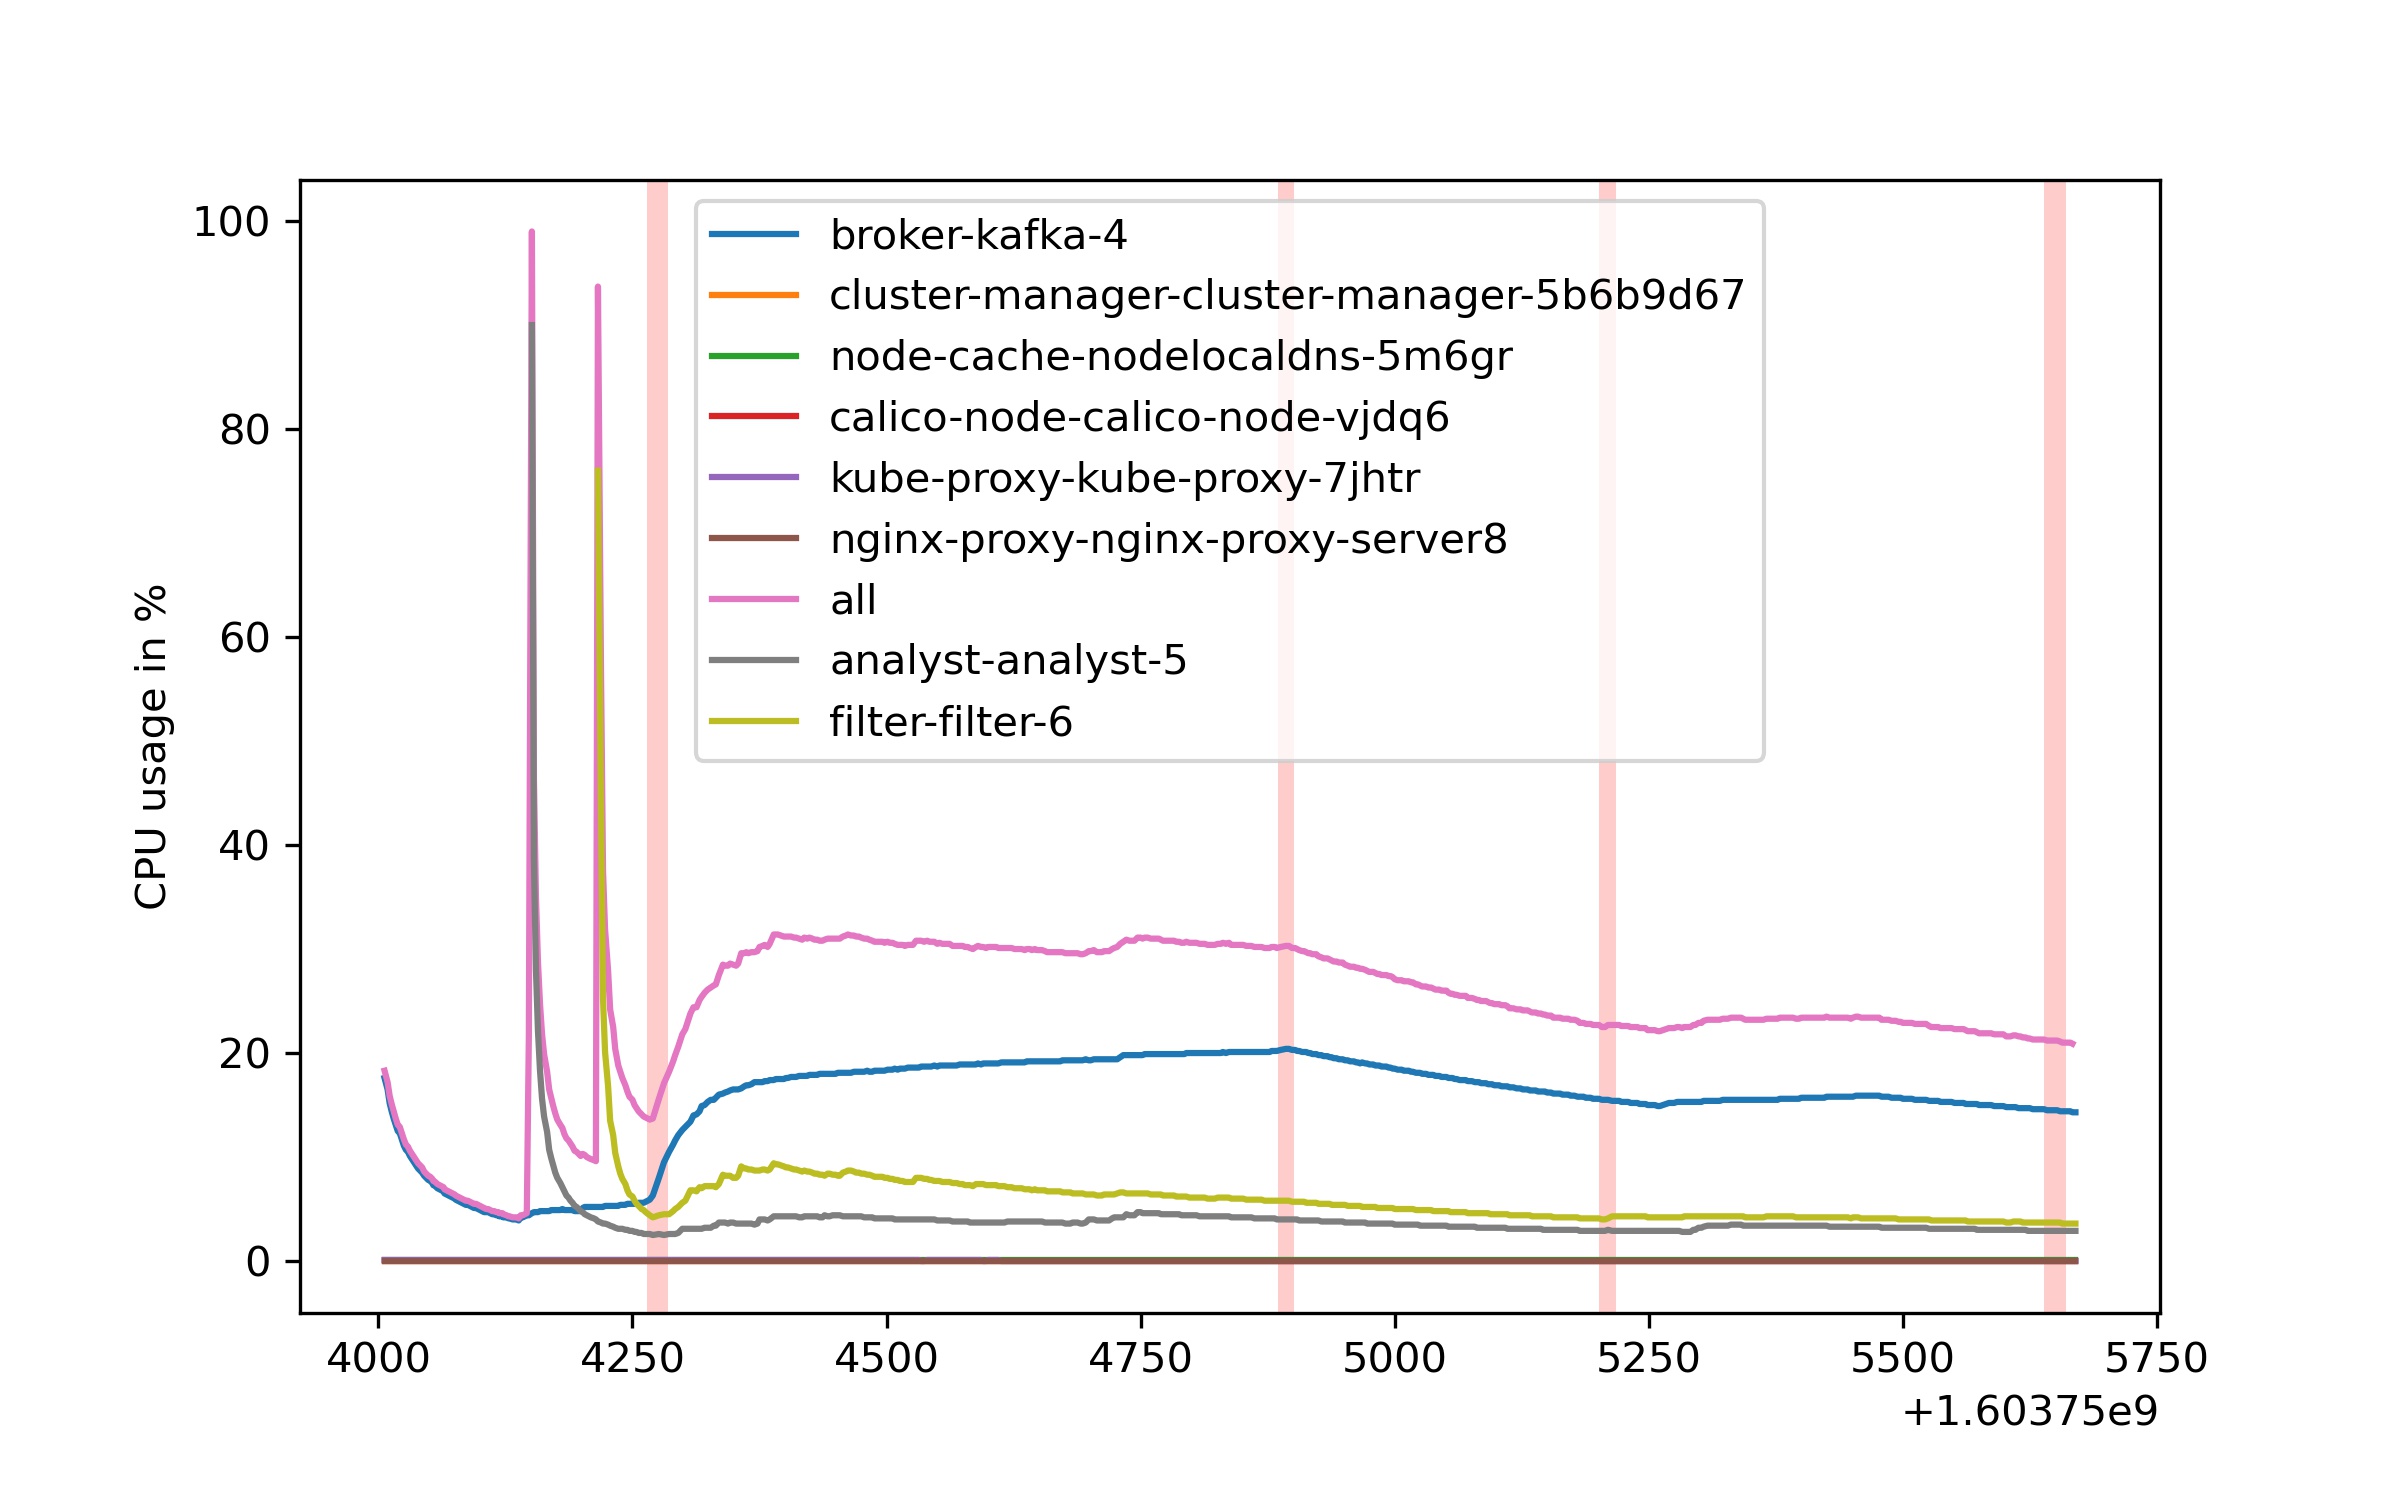 CPU usage in %
100
80
60
40
20
0
broker-kafka-4
cluster-manager-cluster-manager-5b6b9d67
node-cache-nodelocaldns-5m6gr
calico-node-calico-node-vjdq6
kube-proxy-kube-proxy-7jhtr
nginx-proxy-nginx-proxy-server8
all
analyst-analyst-5
filter-filter-6
4000 4250 4500 4750 5000 5250 5500 5750
+1.60375e9